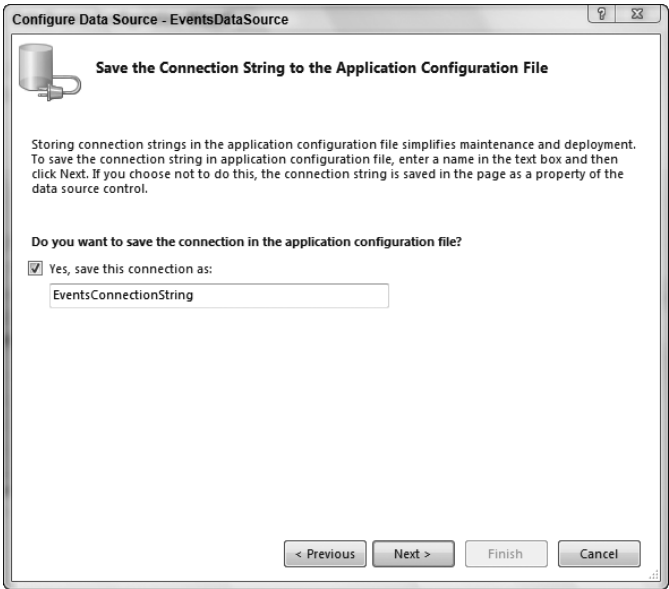 Configure Data Source - EventsDataSource
?
Save the Connection String to the Application Configuration File
Storing connection strings in the application configuration file simplifies maintenance and deployment.
To save the connection string in application configuration file, enter a name in the text box and then
click Next. If you choose not to do this, the connection string is saved in the page as a property of the
data source control.
Do you want to save the connection in the application configuration file?
Yes, save this connection as:
EventsConnectionString
< Previous
Next >
Finish
Cancel